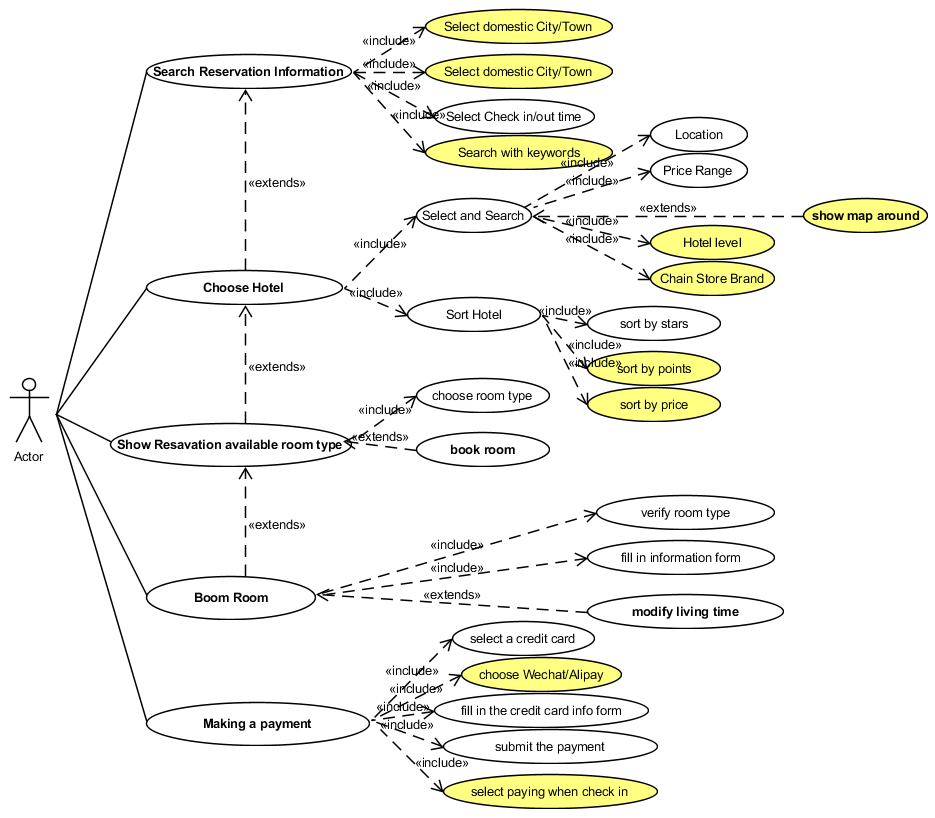 Select domestic City/Town
«include»
Search Reservation Information
«include»
Select domestic City/Town
«include»
«include»
Select Check in/out time
Search with keywords
Location
«include»
Price Range
«include»
«extends»
«extends»
Select and Search
show map around
«include»
«include»
Hotel level
«include»
Chain Store Brand
Choose Hotel
«include»
Sort Hotel
«include»
sort by stars
«include»
«include»
sort by points
«extends»
sort by price
choose room type
«include»
Actor
Show Resavation available room type
«extends»
book room
«extends»
verify room type
«include»
«include»
fill in information form
Boom Room
«extends»
modify living time
select a credit card
«include»
choose Wechat/Alipay
«include»
«include»
fill in the credit card info form
Making a payment
«include»
submit the payment
«include»
select paying when check in